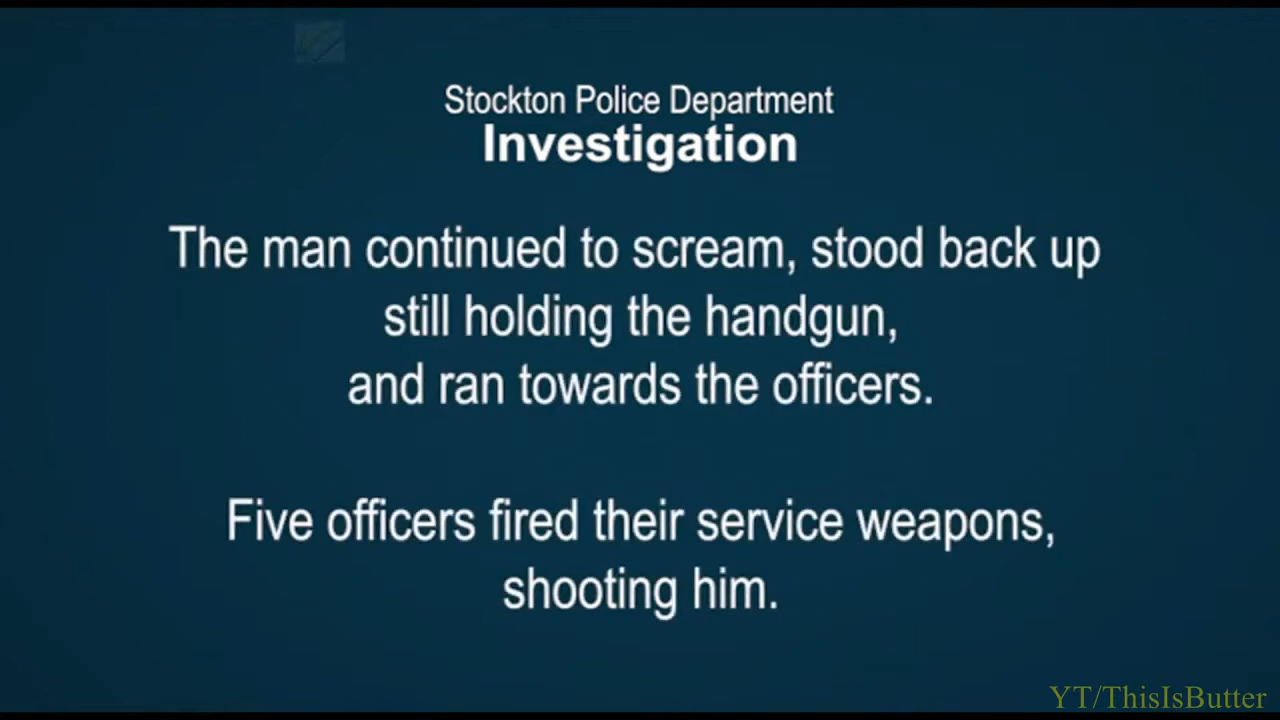 Stockton Police Department
Investigation
The man continued to scream, stood back up
still holding the handgun,
and ran towards the officers.
Five officers fired their service weapons,
shooting him.
YT/ThisIsButter